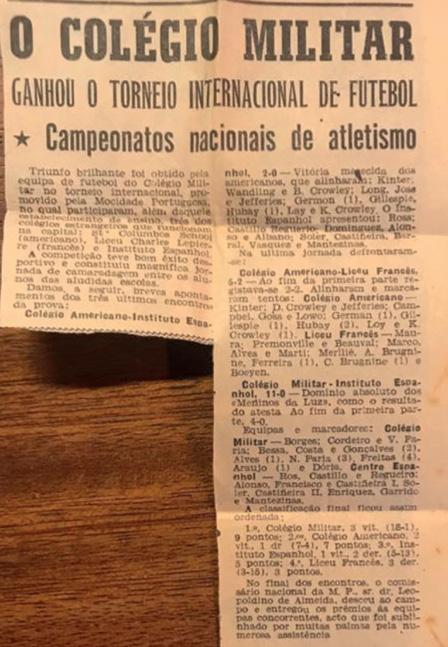 O COLÉGIO MILITAR
GANHOU O TORNEIO INTERNACIONAL DE FUTEBOL
★ Campeonatos nacionais de atletismo
Triunfo brilhante foi obtido pela
equipa de futebol do Colégio Mili-
tar no torneio internacional, pro-
movido pela Mocidade Portuguesa,
no qual participaram, além daquele
estabelecimento de ensino, três dos
colégios estrangeiros que funcionam
na capital: St. Columbia School
(americano), Liceu Charles Lepier-
re (francês) e Instituto Espanhol.
A competição teve bom êxito des-
portivo e constituiu magnífica jor-
nada de camaradagem entre os alu-
nos das aludidas escolas.
Damos, a seguir, breves aponta-
mentos dos três últimos encontros
da prova:
Colégio Americano-Instituto Espa-
nhol, 2-0 — Vitória merecida dos
americanos, que alinharam: Kinter;
Wandling e B. Crowley; Long, Jose
e Jefferies; Germon (1), Gillespie,
Hubay (1), Loy e K. Crowley. O Ins-
tituto Espanhol apresentou: Rosa;
Castillo Regueiro; Dominguez, Alon-
so e Albano; Soler, Castiñeira, Bar-
ral, Vasquez e Mantezinas.
Na última jornada defrontaram-
se:
Colégio Americano-Liceu Francês,
5-2 — Ao fim da primeira parte re-
gistava-se 2-2. Alinharam e marca-
ram tentos: Colégio Americano —
Kinter; D. Crowley e Jefferies; Cam-
pbel, Goss e Lowo; German (1), Gil-
lespie (1), Hubay (2), Loy e K.
Crowley (1). Liceu Francês — Mau-
ra; Fremonville e Beauval; Marco,
Alves e Marti; Merllié, A. Brugni-
ne, Ferreira (1), C. Brugnine (1) e
Boeyen.
Colégio Militar-Instituto Espa-
nhol, 11-0 — Domínio absoluto dos
«Meninos da Luz», como o resulta-
do atesta. Ao fim da primeira par-
te, 4-0.
Equipas e marcadores: Colégio
Militar — Borges; Cordeiro e V. Fa-
ria; Bessa, Costa e Gonçalves (2),
Alves (1), N. Faria (3), Freitas (4),
Araujo (1) e Dória. Centro Espa-
nhol — Ros, Castillo e Regueiro;
Alonso, Francisco e Castiñeira I, So-
ler, Castiñeira II, Enriquez, Garrido
e Mantezinas.
A classificação final ficou assim
ordenada:
1.º, Colégio Militar, 3 vit. (18-1),
9 pontos; 2.º, Colégio Americano, 2
vit., 1 dr (7-4), 7 pontos; 3.º, Ins-
tituto Espanhol, 1 vit., 2 der. (5-13),
5 pontos; 4.º, Liceu Francês, 3 der.
(3-15), 3 pontos.
No final dos encontros, o comis-
sário nacional da M. P., sr. dr. Leo-
poldino de Almeida, desceu ao cam-
po e entregou os prémios às equi-
pas concorrentes, acto que foi subli-
nhado por muitas palmas pela nu-
merosa assistência